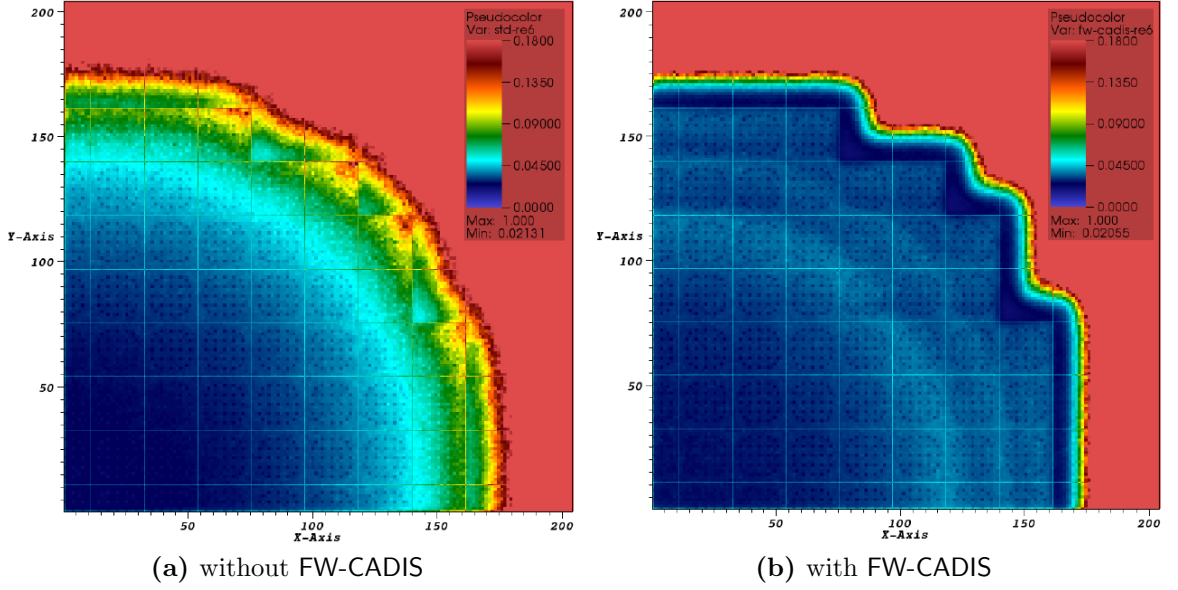 Pseudocolor
Var: std-re6
0.1800
0.1350
0.09000
0.04500
0.0000
Max: 1.000
Min: 0.02131
200
150
Y-Axis
100
50
50
100
150
200
X-Axis
(a) without FW-CADIS
Pseudocolor
Var: fw-cadis-re6
0.1800
0.1350
0.09000
0.04500
0.0000
Max: 1.000
Min: 0.02055
200
150
Y-Axis
100
50
50
100
150
200
X-Axis
(b) with FW-CADIS